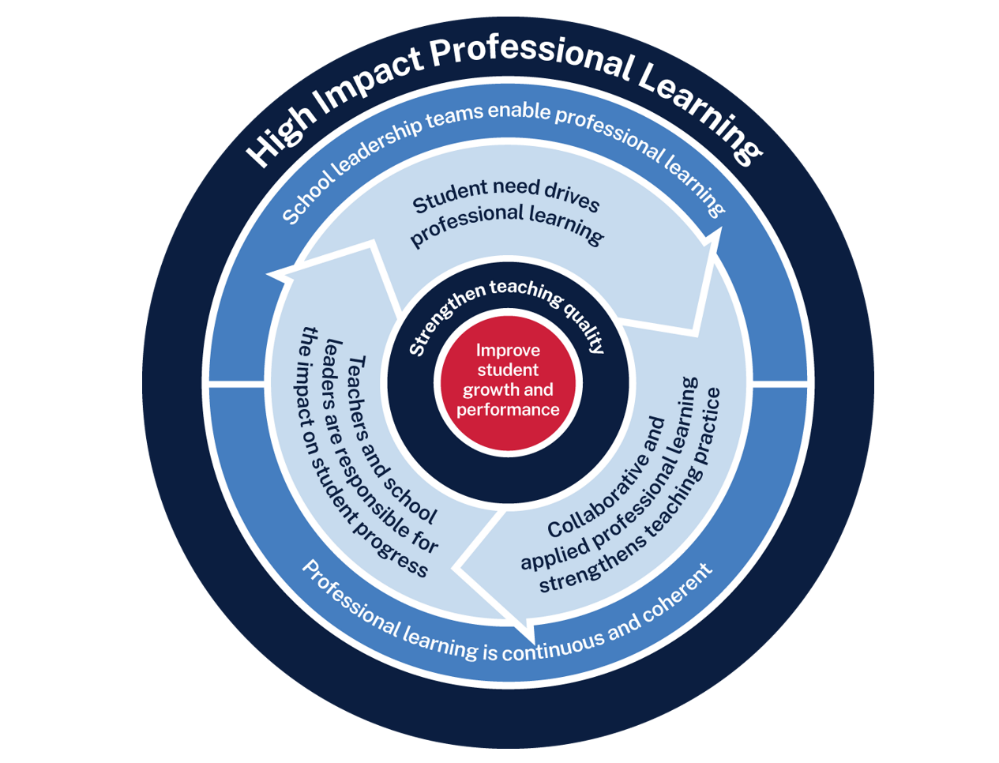 High Impact Professional Learning
School leadership teams enable professional learning
Student need drives
professional learning
Strengthen teaching quality
Improve
student
growth and
performance
Collaborative and
applied professional learning
strengthens teaching practice
Teachers and school
leaders are responsible for
the impact on student progress
Professional learning is continuous and coherent